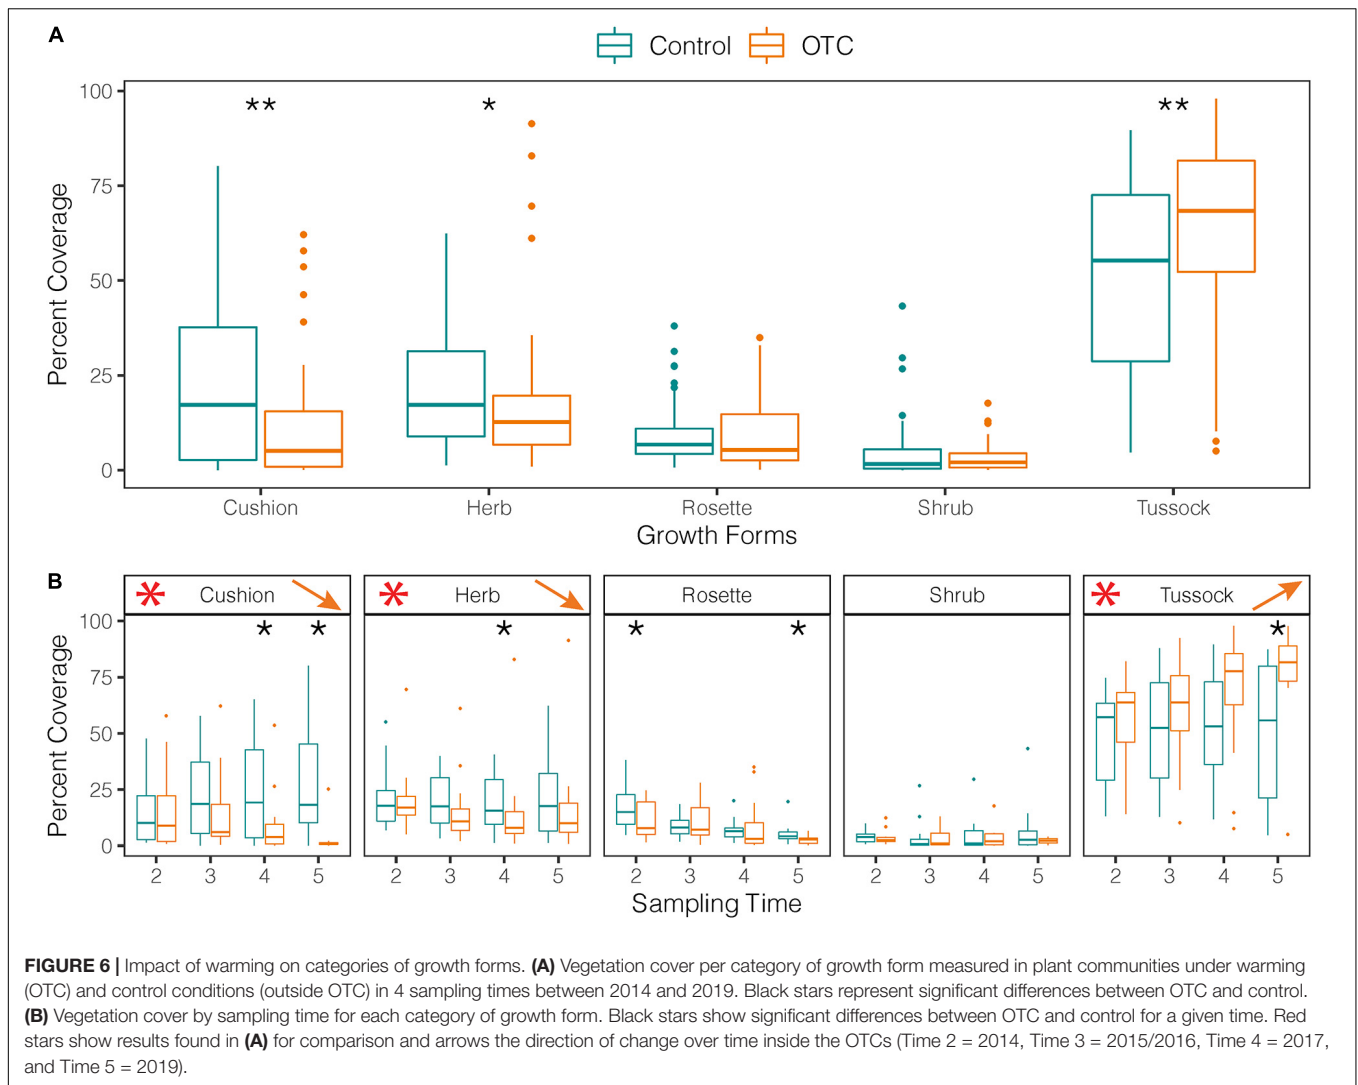 A
Control OTC
** * **
100
75
50
25
0
Percent Coverage
Cushion Herb Rosette Shrub Tussock
Growth Forms
B
* Cushion * Herb Rosette Shrub * Tussock
* * * * * *
100
75
50
25
0
Percent Coverage
2 3 4 5 2 3 4 5 2 3 4 5 2 3 4 5 2 3 4 5
Sampling Time
FIGURE 6 | Impact of warming on categories of growth forms. (A) Vegetation cover per category of growth form measured in plant communities under warming
(OTC) and control conditions (outside OTC) in 4 sampling times between 2014 and 2019. Black stars represent significant differences between OTC and control.
(B) Vegetation cover by sampling time for each category of growth form. Black stars show significant differences between OTC and control for a given time. Red
stars show results found in (A) for comparison and arrows the direction of change over time inside the OTCs (Time 2 = 2014, Time 3 = 2015/2016, Time 4 = 2017,
and Time 5 = 2019).